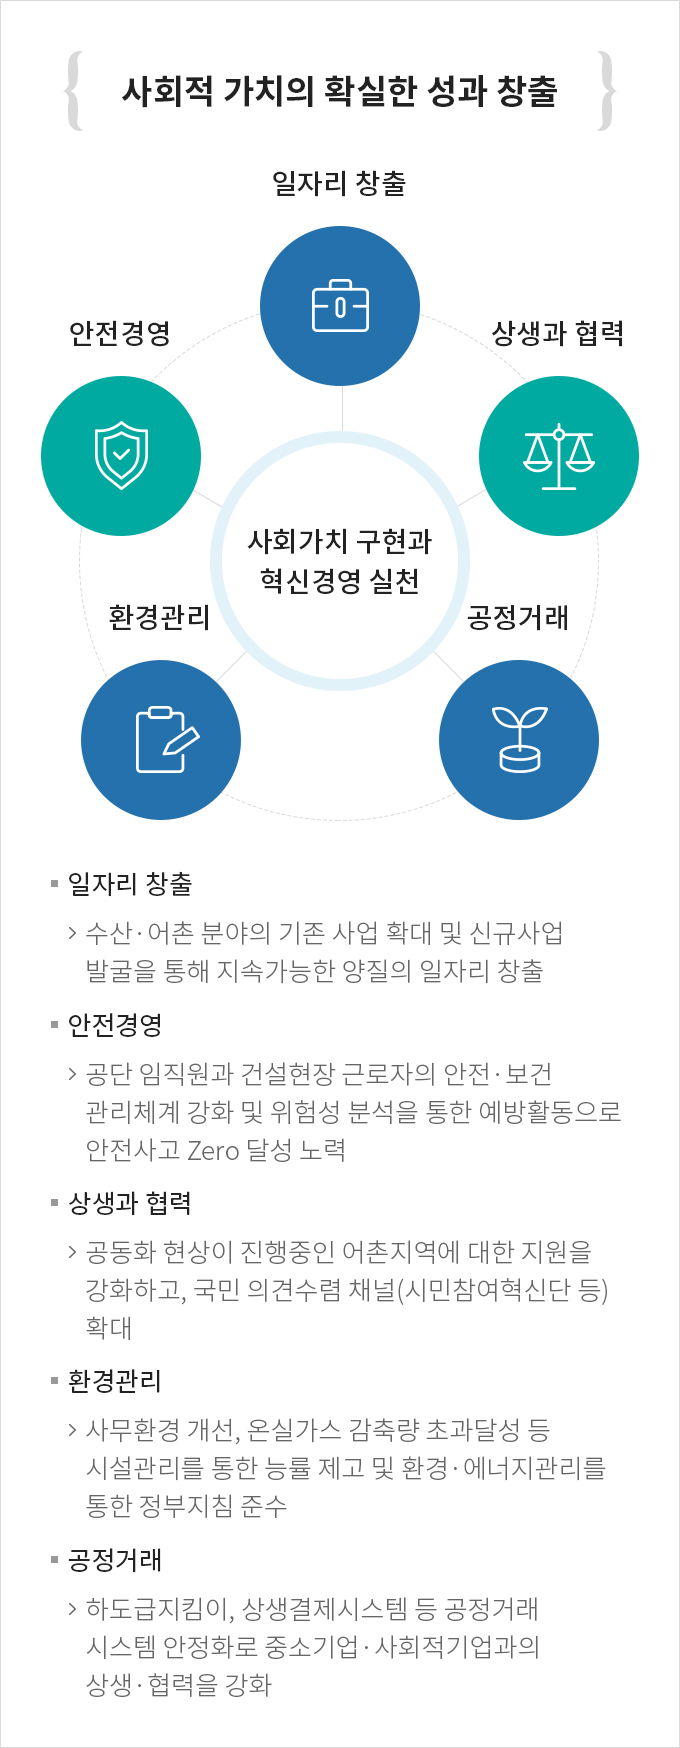 사회적 가치의 확실한 성과 창출
일자리 창출
안전경영
상생과 협력
사회가치 구현과
혁신경영 실천
환경관리
공정거래
일자리 창출
수산·어촌 분야의 기존 사업 확대 및 신규사업
발굴을 통해 지속가능한 양질의 일자리 창출
안전경영
공단 임직원과 건설현장 근로자의 안전·보건
관리체계 강화 및 위험성 분석을 통한 예방활동으로
안전사고 Zero 달성 노력
상생과 협력
공동화 현상이 진행중인 어촌지역에 대한 지원을
강화하고, 국민 의견수렴 채널(시민참여혁신단 등)
확대
환경관리
사무환경 개선, 온실가스 감축량 초과달성 등
시설관리를 통한 능률 제고 및 환경·에너지관리를
통한 정부지침 준수
공정거래
하도급지킴이, 상생결제시스템 등 공정거래
시스템 안정화로 중소기업·사회적기업과의
상생·협력을 강화